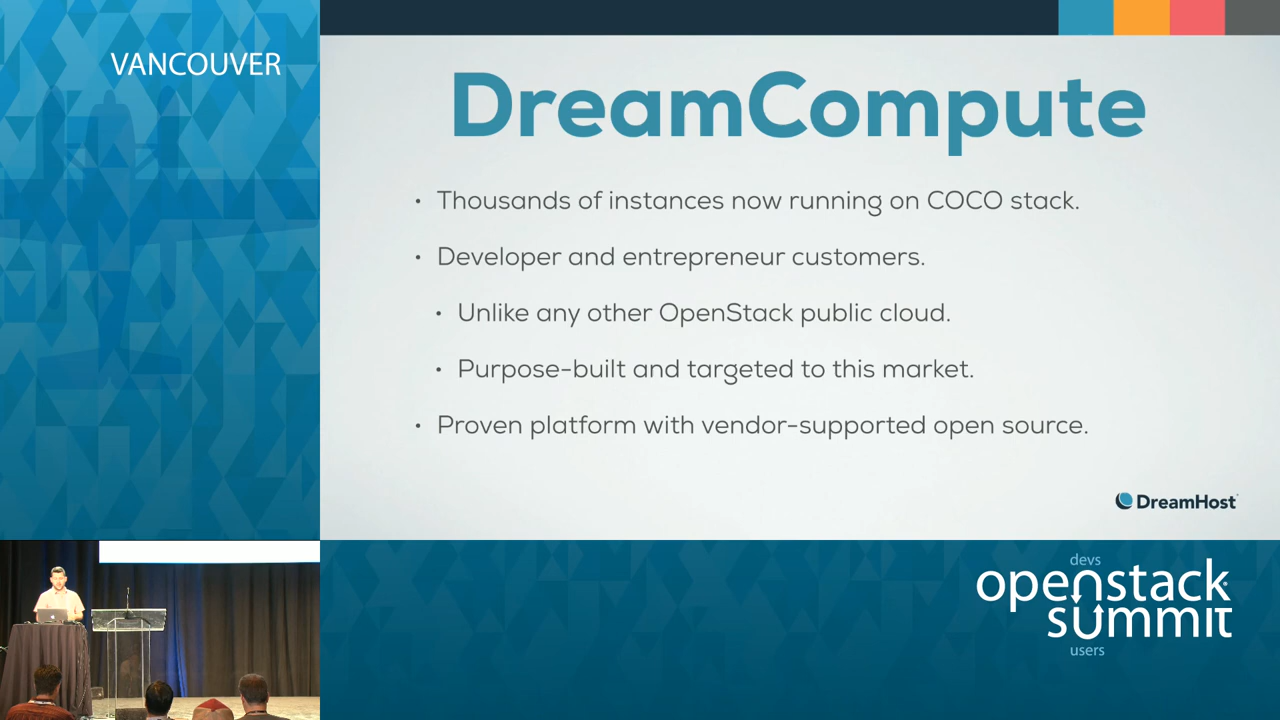 VANCOUVER
DreamCompute
• Thousands of instances now running on COCO stack.
• Developer and entrepreneur customers.
• Unlike any other OpenStack public cloud.
• Purpose-built and targeted to this market.
• Proven platform with vendor-supported open source.
DreamHost
devs
openstack
summit
users